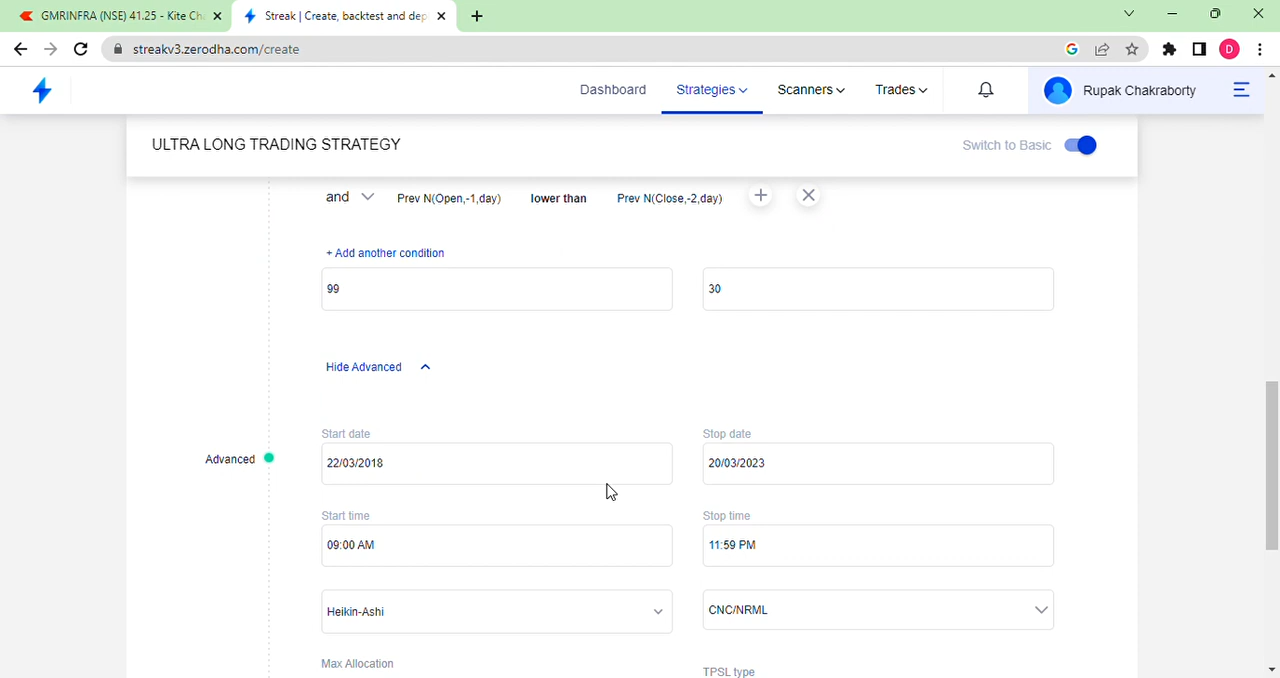 GMRINFRA (NSE) 41.25 - Kite Ch
Streak | Create, backtest and dep
streakv3.zerodha.com/create
D
Dashboard
Strategies
Scanners
Trades
Rupak Chakraborty
ULTRA LONG TRADING STRATEGY
Switch to Basic
and Prev N(Open,-1,day) lower than Prev N(Close,-2,day)
+ Add another condition
99
30
Hide Advanced
Advanced
Start date
22/03/2018
Stop date
20/03/2023
Start time
09:00 AM
Stop time
11:59 PM
Heikin-Ashi
CNC/NRML
Max Allocation
TPSL type